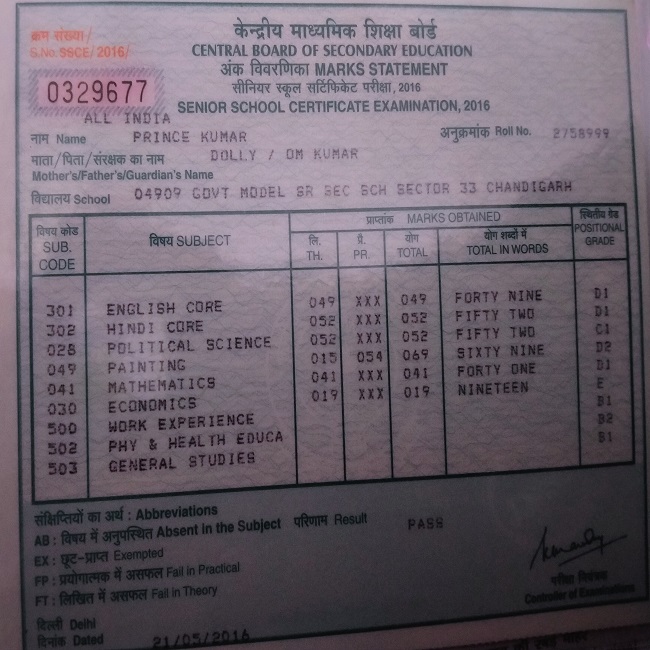 क्रम संख्या/
S.No. SSCE/2016/
0329677
केन्द्रीय माध्यमिक शिक्षा बोर्ड
CENTRAL BOARD OF SECONDARY EDUCATION
अंक विवरणिका MARKS STATEMENT
सीनियर स्कूल सर्टिफिकेट परीक्षा, 2016
SENIOR SCHOOL CERTIFICATE EXAMINATION, 2016
ALL INDIA
नाम Name PRINCE KUMAR अनुक्रमांक Roll No. 2758999
माता/पिता/संरक्षक का नाम DOLLY / OM KUMAR
Mother's/Father's/Guardian's Name
विद्यालय School 04909 GOVT MODEL SR SEC SCH SECTOR 33 CHANDIGARH
विषय कोड SUB. CODE विषय SUBJECT प्राप्तांक MARKS OBTAINED स्थितीय ग्रेड POSITIONAL GRADE
लि. TH. प्रै. PR. योग TOTAL योग शब्दों में TOTAL IN WORDS
301 ENGLISH CORE 049 XXX 049 FORTY NINE D1
302 HINDI CORE 052 XXX 052 FIFTY TWO D1
028 POLITICAL SCIENCE 052 XXX 052 FIFTY TWO C1
049 PAINTING 015 054 069 SIXTY NINE D2
041 MATHEMATICS 041 XXX 041 FORTY ONE D1
030 ECONOMICS 019 XXX 019 NINETEEN E
500 WORK EXPERIENCE B1
502 PHY & HEALTH EDUCA B2
503 GENERAL STUDIES B1
संक्षिप्तियों का अर्थ : Abbreviations
AB : विषय में अनुपस्थित Absent in the Subject परिणाम Result PASS
EX : छूट-प्राप्त Exempted
FP : प्रयोगात्मक में असफल Fail in Practical
FT : लिखित में असफल Fail in Theory
परीक्षा नियंत्रक
Controller of Examinations
दिल्ली Delhi
दिनांक Dated 21/05/2016